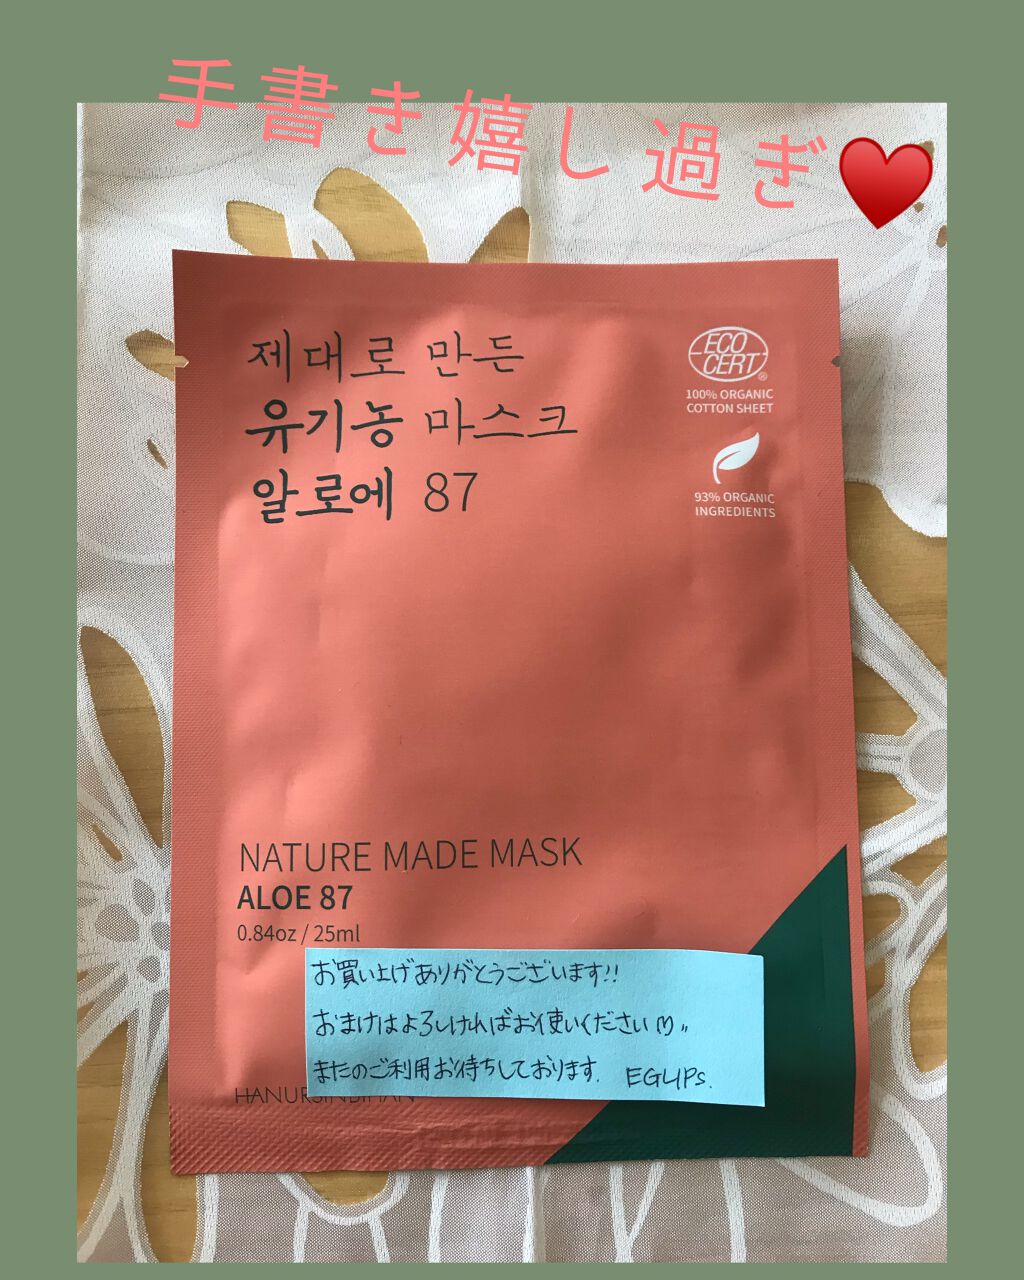 手書き嬉し過ぎ♥
제대로 만든
유기농 마스크
알로에 87
ECO
CERT®
100% ORGANIC
COTTON SHEET
93% ORGANIC
INGREDIENTS
NATURE MADE MASK
ALOE 87
0.84oz / 25ml
お買い上げありがとうございます!!
おまけはよろしければお使いください♡〃
またのご利用お待ちしております. EGLIPS.